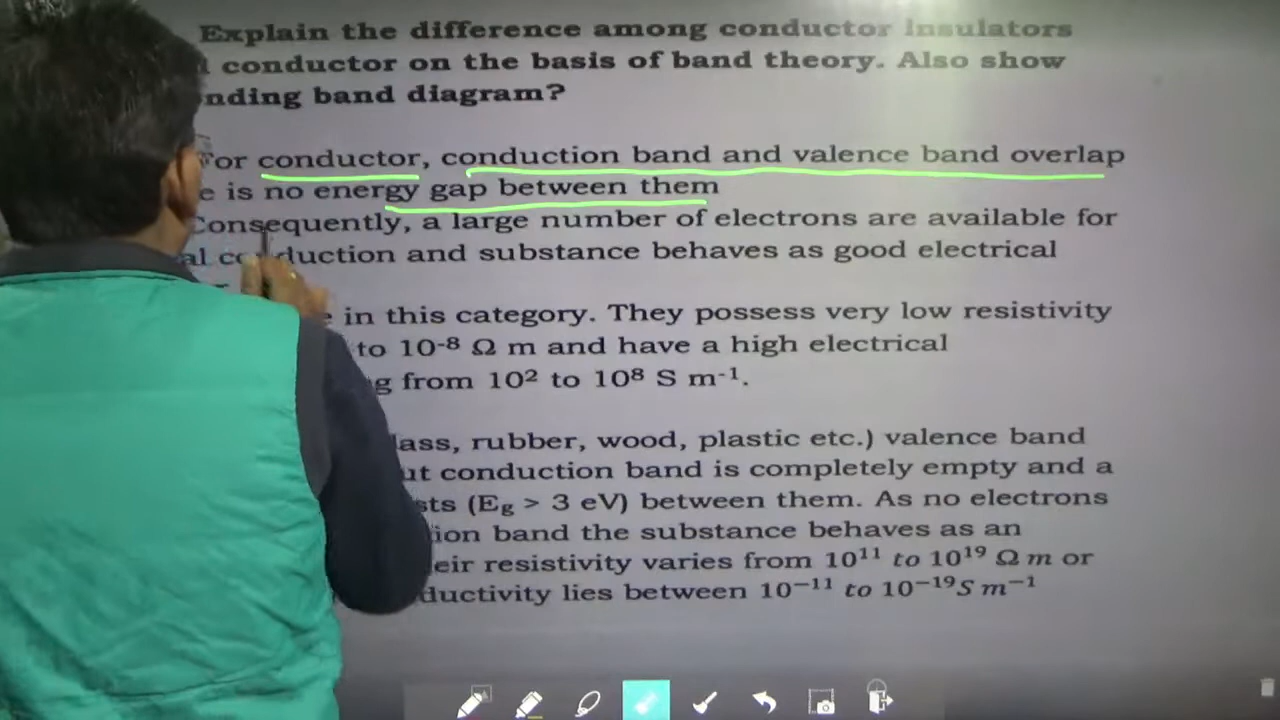 Explain the difference among conductor Insulators
conductor on the basis of band theory. Also show
nding band diagram?
For conductor, conduction band and valence band overlap
e is no energy gap between them
Consequently, a large number of electrons are available for
al conduction and substance behaves as good electrical
in this category. They possess very low resistivity
to 10⁻⁸ Ω m and have a high electrical
g from 10² to 10⁸ S m⁻¹.
lass, rubber, wood, plastic etc.) valence band
ut conduction band is completely empty and a
sts (Eg > 3 eV) between them. As no electrons
ion band the substance behaves as an
eir resistivity varies from 10¹¹ to 10¹⁹ Ω m or
ductivity lies between 10⁻¹¹ to 10⁻¹⁹ S m⁻¹